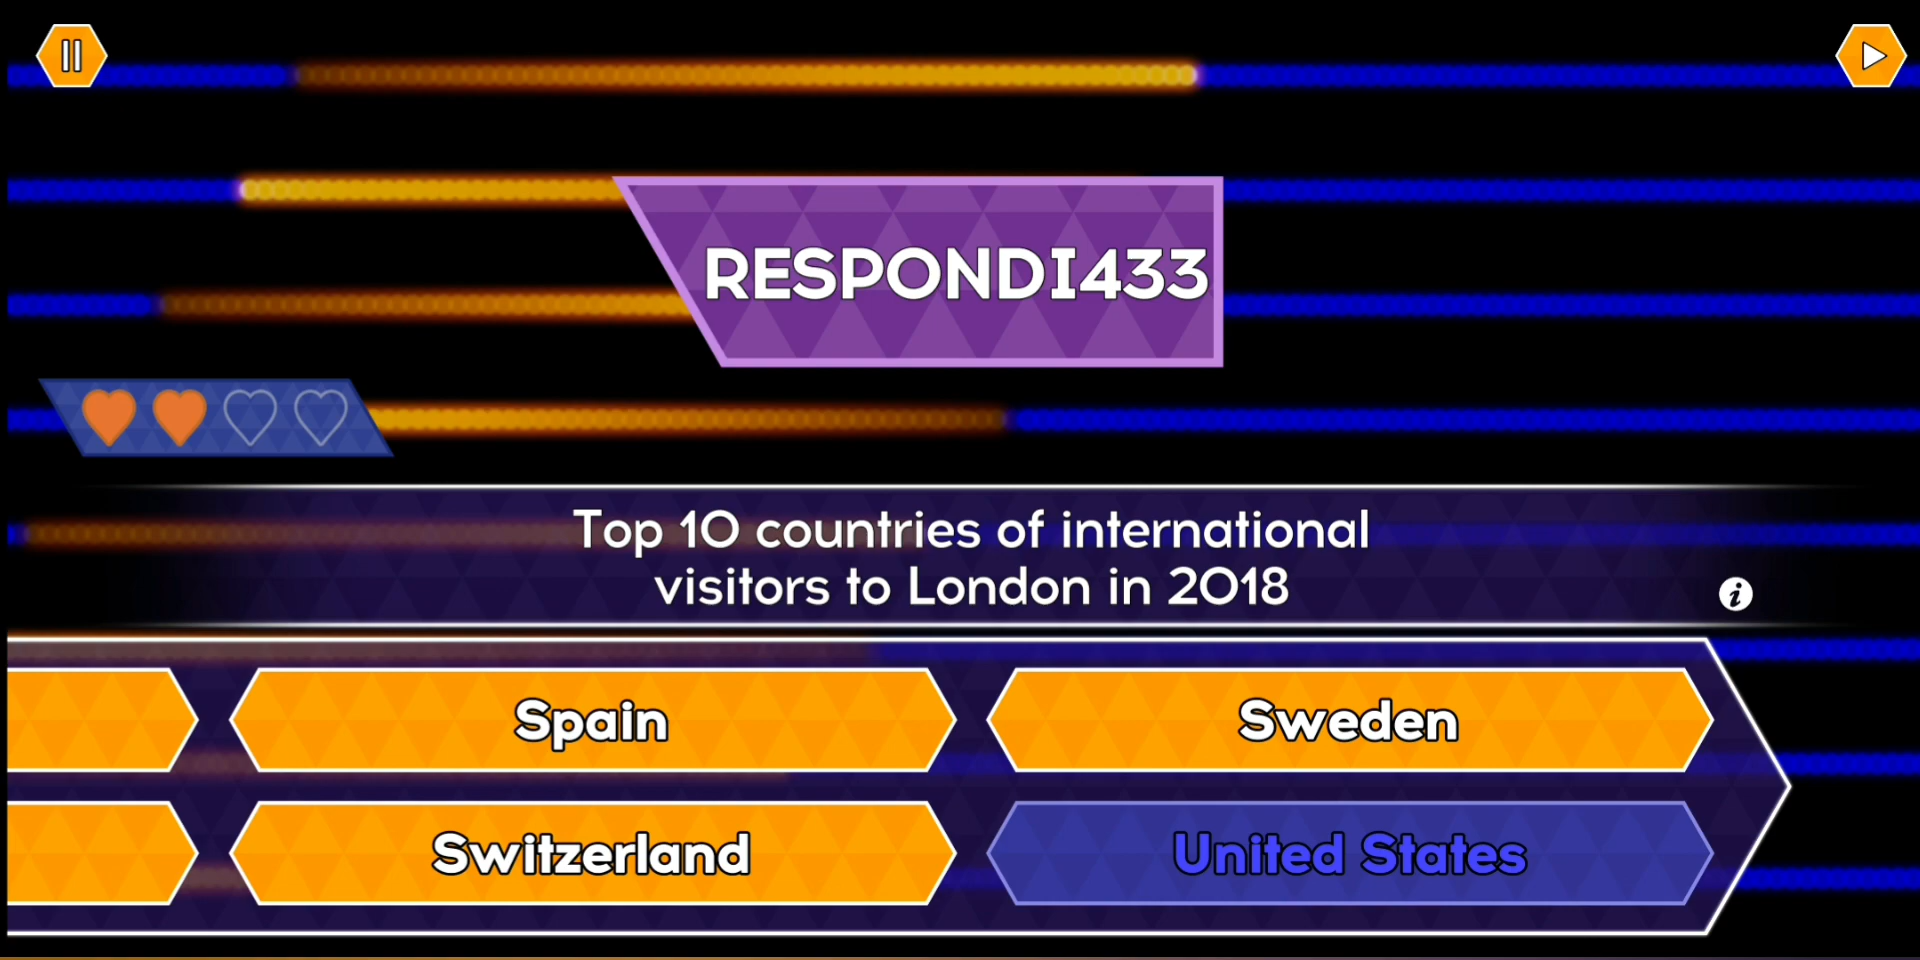 RESPONDI433
Top 10 countries of international
visitors to London in 2018
i
Spain
Sweden
Switzerland
United States